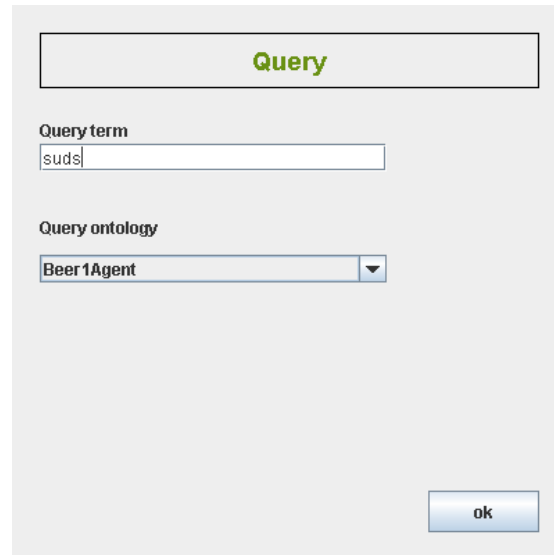 Query
Query term
suds
Query ontology
Beer1Agent
ok